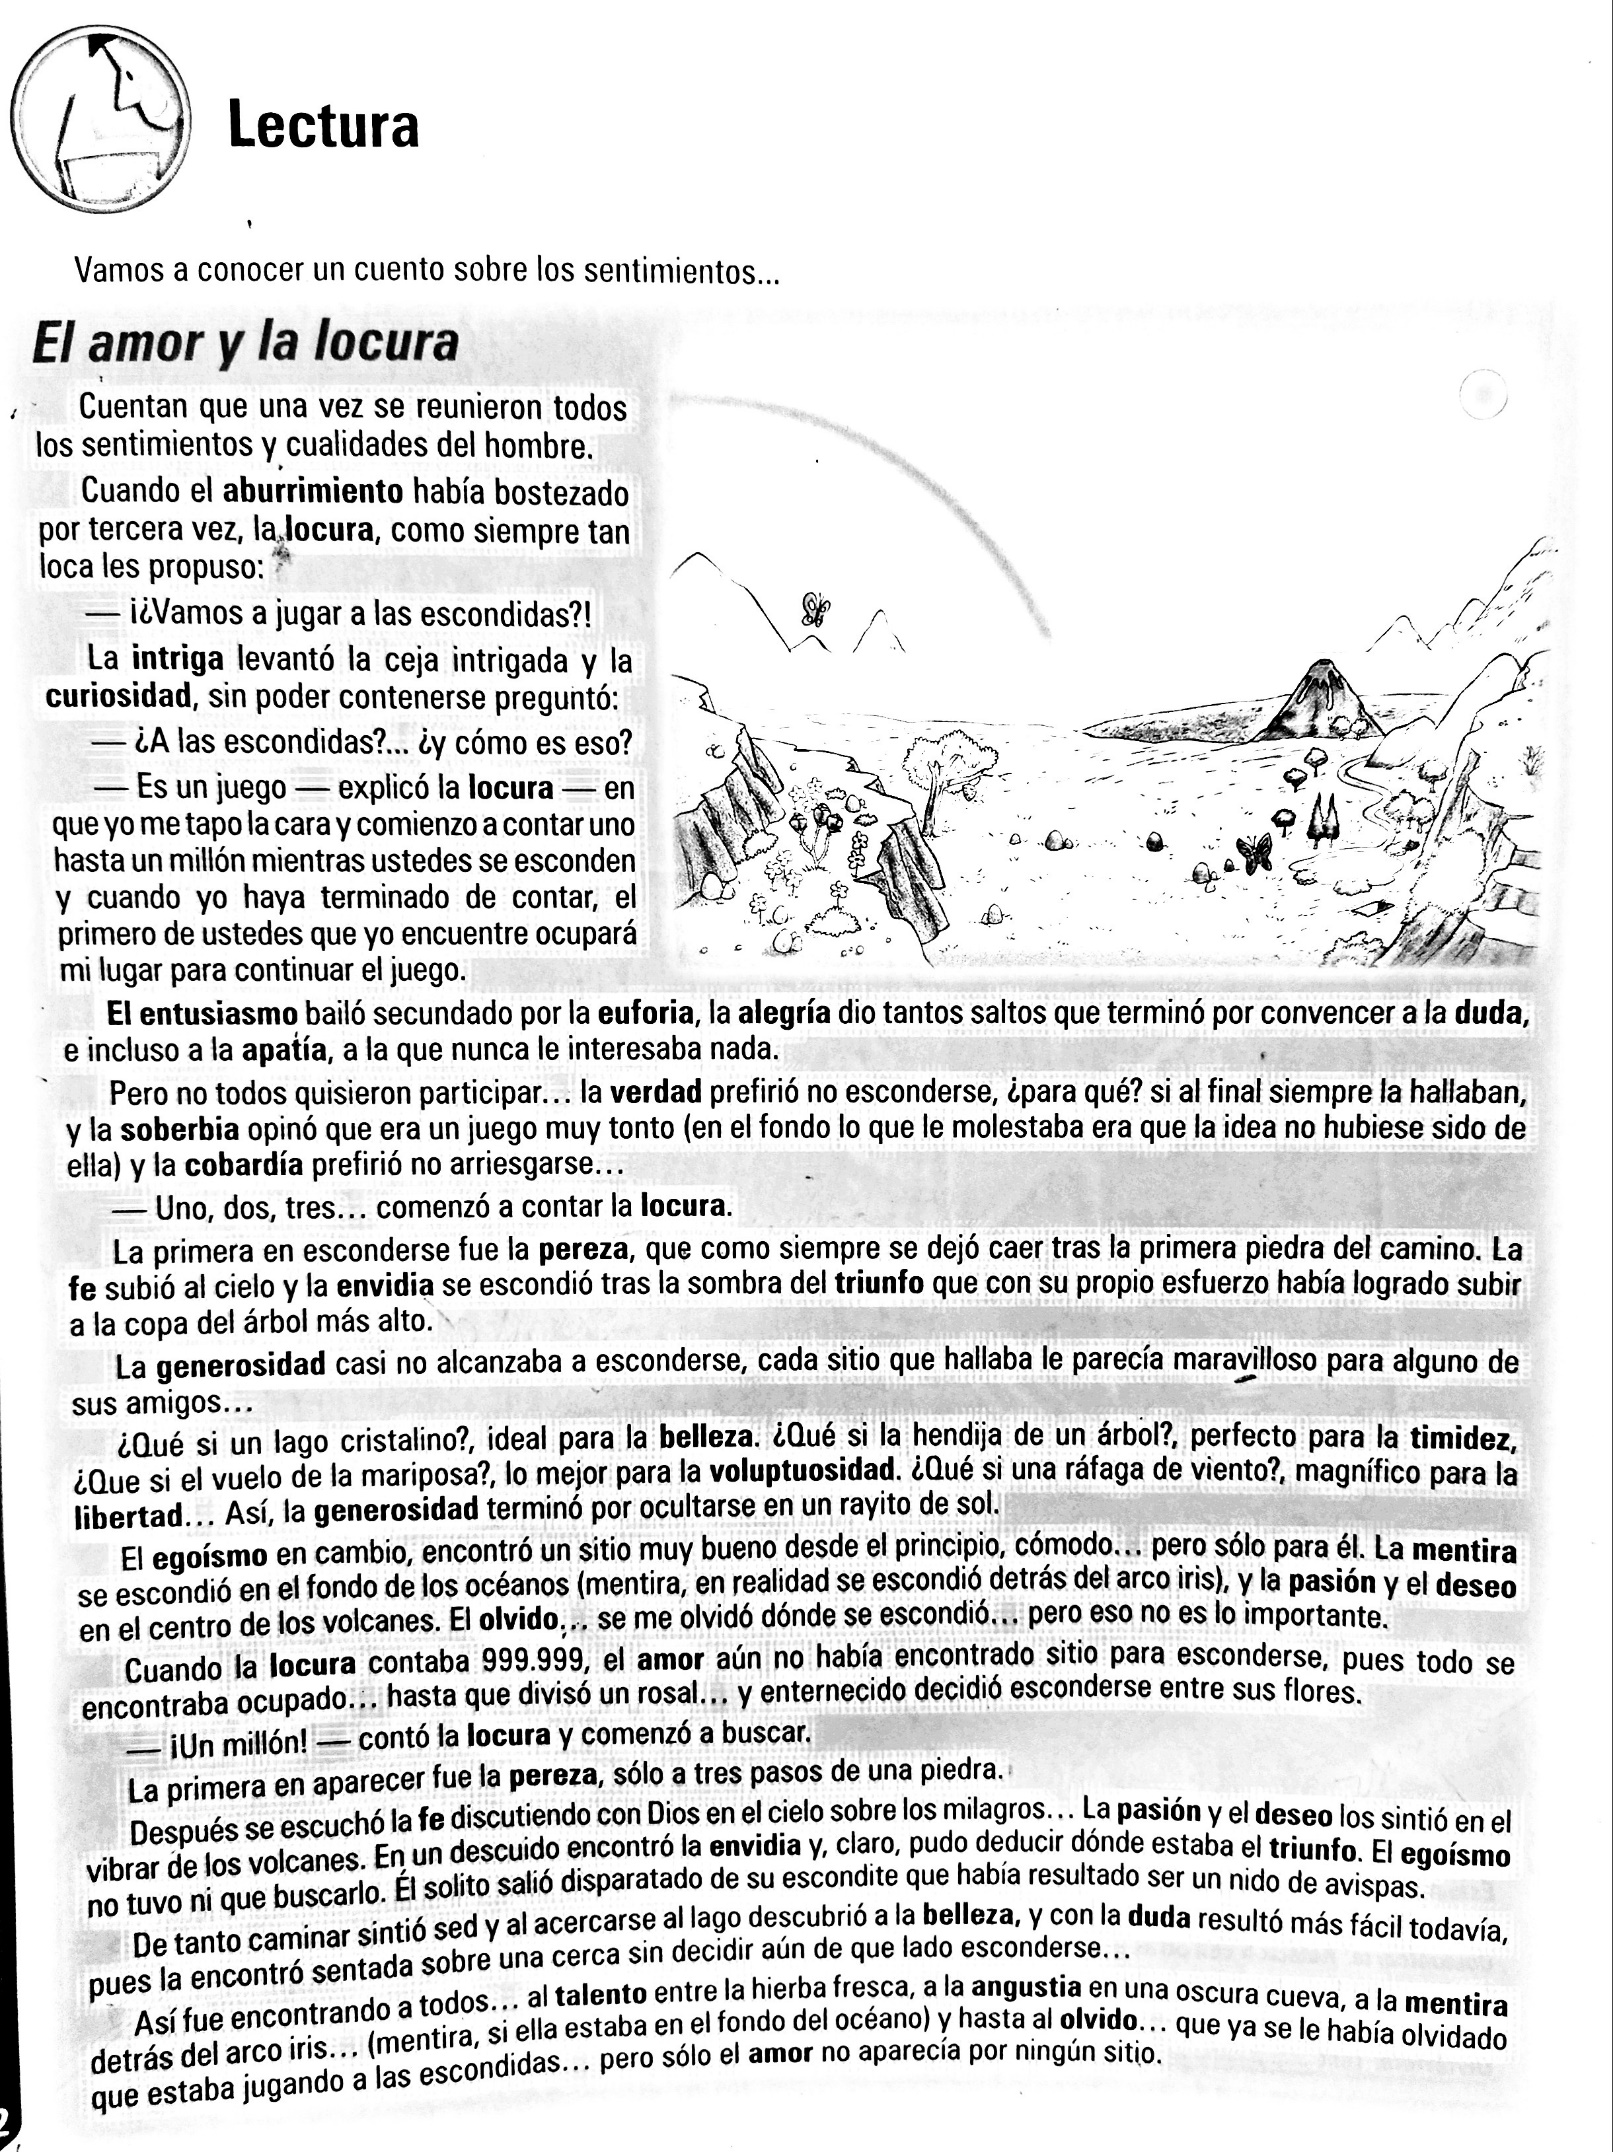 Lectura
Vamos a conocer un cuento sobre los sentimientos...
El amor y la locura
Cuentan que una vez se reunieron todos
los sentimientos y cualidades del hombre.
Cuando el aburrimiento había bostezado
por tercera vez, la locura, como siempre tan
loca les propuso:
— ¡¿Vamos a jugar a las escondidas?!
La intriga levantó la ceja intrigada y la
curiosidad, sin poder contenerse preguntó:
— ¿A las escondidas?... ¿y cómo es eso?
— Es un juego — explicó la locura — en
que yo me tapo la cara y comienzo a contar uno
hasta un millón mientras ustedes se esconden
y cuando yo haya terminado de contar, el
primero de ustedes que yo encuentre ocupará
mi lugar para continuar el juego.
El entusiasmo bailó secundado por la euforia, la alegría dio tantos saltos que terminó por convencer a la duda,
e incluso a la apatía, a la que nunca le interesaba nada.
Pero no todos quisieron participar... la verdad prefirió no esconderse, ¿para qué? si al final siempre la hallaban,
y la soberbia opinó que era un juego muy tonto (en el fondo lo que le molestaba era que la idea no hubiese sido de
ella) y la cobardía prefirió no arriesgarse...
— Uno, dos, tres... comenzó a contar la locura.
La primera en esconderse fue la pereza, que como siempre se dejó caer tras la primera piedra del camino. La
fe subió al cielo y la envidia se escondió tras la sombra del triunfo que con su propio esfuerzo había logrado subir
a la copa del árbol más alto.
La generosidad casi no alcanzaba a esconderse, cada sitio que hallaba le parecía maravilloso para alguno de
sus amigos...
¿Qué si un lago cristalino?, ideal para la belleza. ¿Qué si la hendija de un árbol?, perfecto para la timidez,
¿Que si el vuelo de la mariposa?, lo mejor para la voluptuosidad. ¿Qué si una ráfaga de viento?, magnífico para la
libertad... Así, la generosidad terminó por ocultarse en un rayito de sol.
El egoísmo en cambio, encontró un sitio muy bueno desde el principio, cómodo... pero sólo para él. La mentira
se escondió en el fondo de los océanos (mentira, en realidad se escondió detrás del arco iris), y la pasión y el deseo
en el centro de los volcanes. El olvido... se me olvidó dónde se escondió... pero eso no es lo importante.
Cuando la locura contaba 999.999, el amor aún no había encontrado sitio para esconderse, pues todo se
encontraba ocupado... hasta que divisó un rosal... y enternecido decidió esconderse entre sus flores.
— ¡Un millón! — contó la locura y comenzó a buscar.
La primera en aparecer fue la pereza, sólo a tres pasos de una piedra.
Después se escuchó la fe discutiendo con Dios en el cielo sobre los milagros... La pasión y el deseo los sintió en el
vibrar de los volcanes. En un descuido encontró la envidia y, claro, pudo deducir dónde estaba el triunfo. El egoísmo
no tuvo ni que buscarlo. Él solito salió disparatado de su escondite que había resultado ser un nido de avispas.
De tanto caminar sintió sed y al acercarse al lago descubrió a la belleza, y con la duda resultó más fácil todavía,
pues la encontró sentada sobre una cerca sin decidir aún de que lado esconderse...
Así fue encontrando a todos... al talento entre la hierba fresca, a la angustia en una oscura cueva, a la mentira
detrás del arco iris... (mentira, si ella estaba en el fondo del océano) y hasta al olvido... que ya se le había olvidado
que estaba jugando a las escondidas... pero sólo el amor no aparecía por ningún sitio.